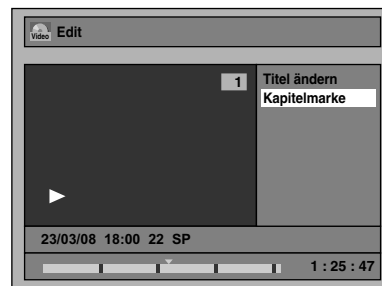 Video Edit
1
Titel ändern
Kapitelmarke
23/03/08 18:00 22 SP
1 : 25 : 47